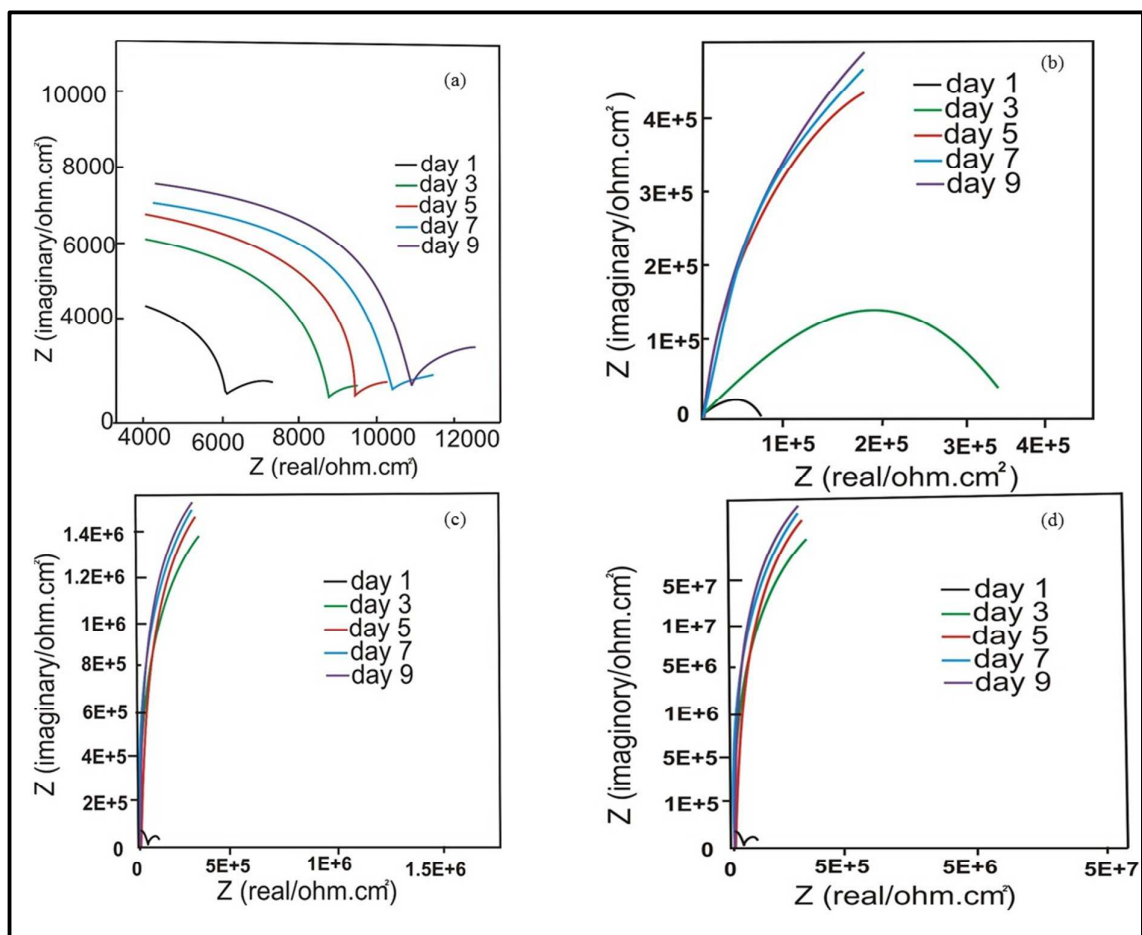 (a)
Z (imaginary/ohm.cm²)
10000
8000
6000
4000
0
day 1
day 3
day 5
day 7
day 9
4000 6000 8000 10000 12000
Z (real/ohm.cm²)
(b)
Z (imaginary/ohm.cm²)
4E+5
3E+5
2E+5
1E+5
0
day 1
day 3
day 5
day 7
day 9
1E+5 2E+5 3E+5 4E+5
Z (real/ohm.cm²)
(c)
Z (imaginary/ohm.cm²)
1.4E+6
1.2E+6
1E+6
8E+5
6E+5
4E+5
2E+5
0
day 1
day 3
day 5
day 7
day 9
0 5E+5 1E+6 1.5E+6
Z (real/ohm.cm²)
(d)
Z (imaginory/ohm.cm²)
5E+7
1E+7
5E+6
1E+6
5E+5
1E+5
0
day 1
day 3
day 5
day 7
day 9
0 5E+5 5E+6 5E+7
Z (real/ohm.cm²)